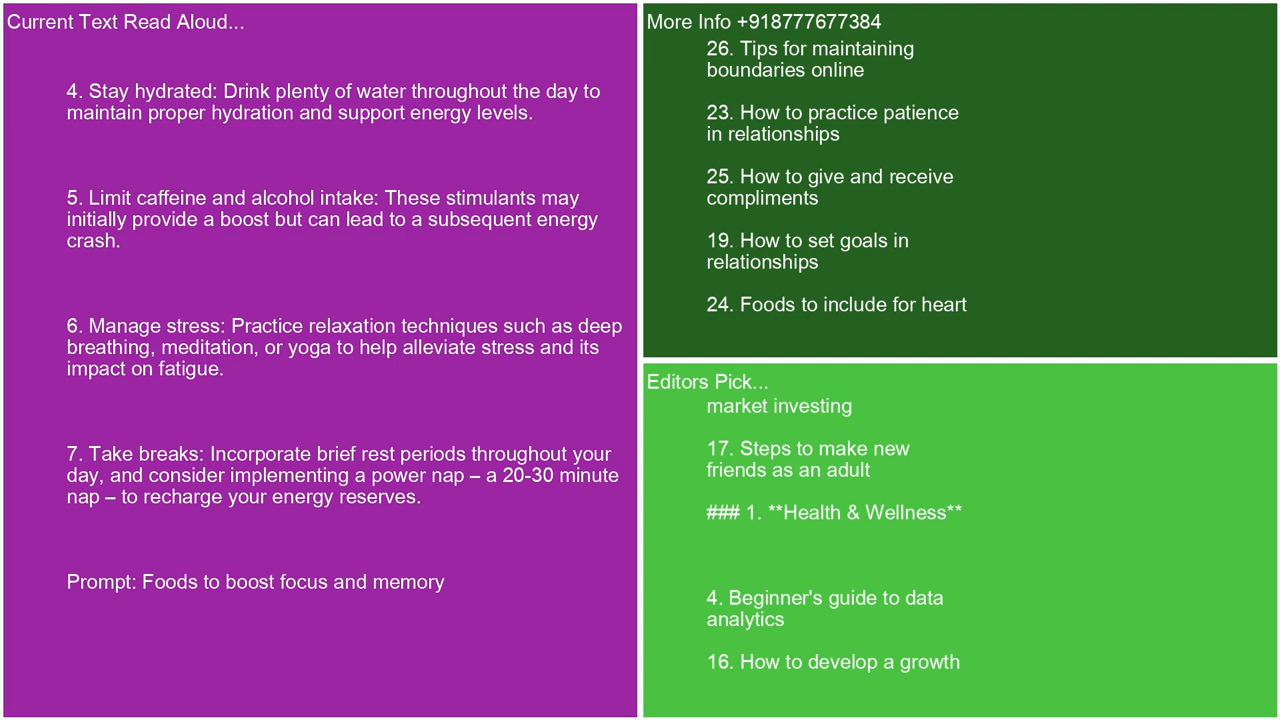 Current Text Read Aloud...
4. Stay hydrated: Drink plenty of water throughout the day to
maintain proper hydration and support energy levels.
5. Limit caffeine and alcohol intake: These stimulants may
initially provide a boost but can lead to a subsequent energy
crash.
6. Manage stress: Practice relaxation techniques such as deep
breathing, meditation, or yoga to help alleviate stress and its
impact on fatigue.
7. Take breaks: Incorporate brief rest periods throughout your
day, and consider implementing a power nap – a 20-30 minute
nap – to recharge your energy reserves.
Prompt: Foods to boost focus and memory
More Info +918777677384
26. Tips for maintaining
boundaries online
23. How to practice patience
in relationships
25. How to give and receive
compliments
19. How to set goals in
relationships
24. Foods to include for heart
Editors Pick...
market investing
17. Steps to make new
friends as an adult
### 1. **Health & Wellness**
4. Beginner's guide to data
analytics
16. How to develop a growth